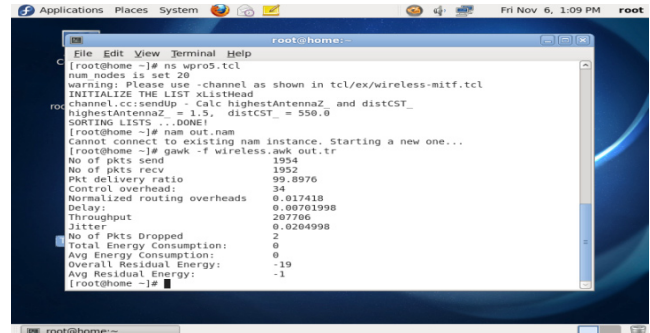 Applications Places System Fri Nov 6, 1:09 PM root
root@home:~
File Edit View Terminal Help
[root@home ~]# ns wpro5.tcl
num_nodes is set 20
warning: Please use -channel as shown in tcl/ex/wireless-mitf.tcl
INITIALIZE THE LIST xListHead
channel.cc:sendUp - Calc highestAntennaZ_ and distCST_
highestAntennaZ_ = 1.5, distCST_ = 550.0
SORTING LISTS ...DONE!
[root@home ~]# nam out.nam
Cannot connect to existing nam instance. Starting a new one...
[root@home ~]# gawk -f wireless.awk out.tr
No of pkts send 1954
No of pkts recv 1952
Pkt delivery ratio 99.8976
Control overhead: 34
Normalized routing overheads 0.017418
Delay: 0.00701998
Throughput 207706
Jitter 0.0204998
No of Pkts Dropped 2
Total Energy Consumption: 0
Avg Energy Consumption: 0
Overall Residual Energy: -19
Avg Residual Energy: -1
[root@home ~]#
root@home:~